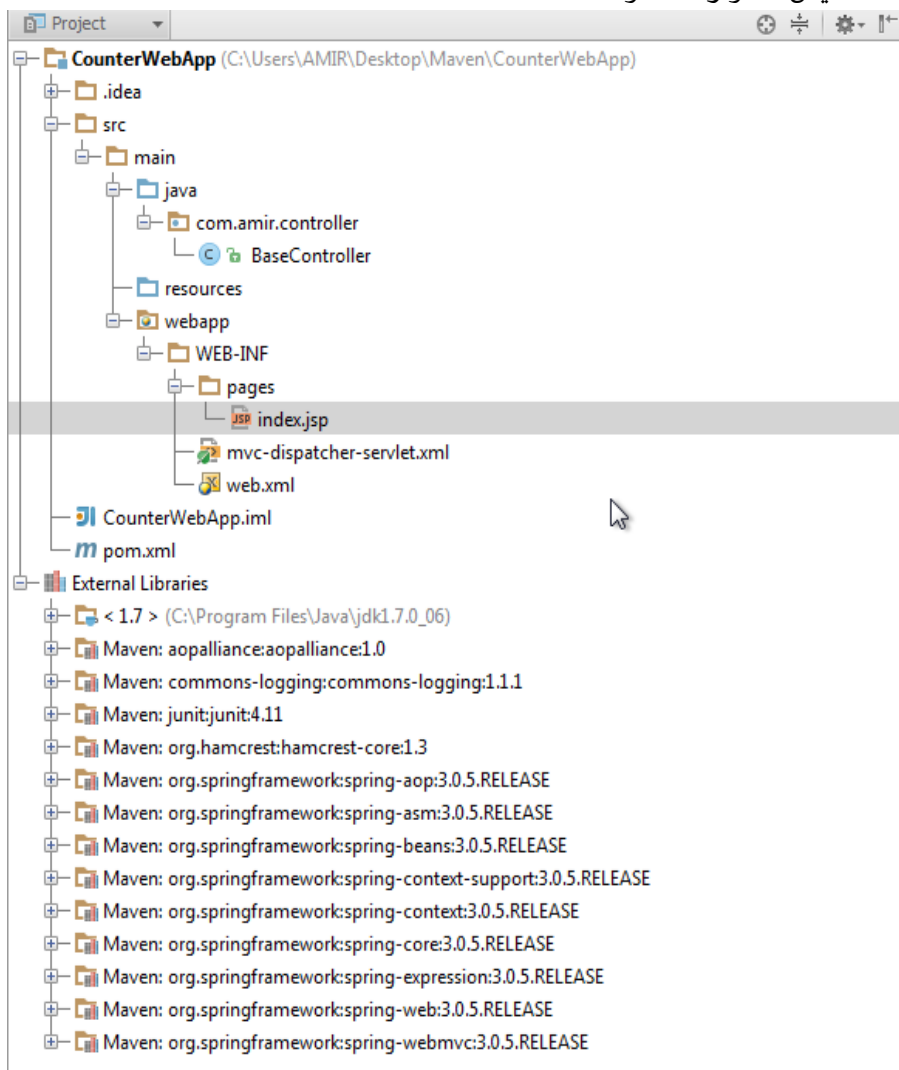 Project
CounterWebApp (C:\Users\AMIR\Desktop\Maven\CounterWebApp)
.idea
src
main
java
com.amir.controller
C BaseController
resources
webapp
WEB-INF
pages
JSP index.jsp
mvc-dispatcher-servlet.xml
web.xml
CounterWebApp.iml
m pom.xml
External Libraries
< 1.7 > (C:\Program Files\Java\jdk1.7.0_06)
Maven: aopalliance:aopalliance:1.0
Maven: commons-logging:commons-logging:1.1.1
Maven: junit:junit:4.11
Maven: org.hamcrest:hamcrest-core:1.3
Maven: org.springframework:spring-aop:3.0.5.RELEASE
Maven: org.springframework:spring-asm:3.0.5.RELEASE
Maven: org.springframework:spring-beans:3.0.5.RELEASE
Maven: org.springframework:spring-context-support:3.0.5.RELEASE
Maven: org.springframework:spring-context:3.0.5.RELEASE
Maven: org.springframework:spring-core:3.0.5.RELEASE
Maven: org.springframework:spring-expression:3.0.5.RELEASE
Maven: org.springframework:spring-web:3.0.5.RELEASE
Maven: org.springframework:spring-webmvc:3.0.5.RELEASE